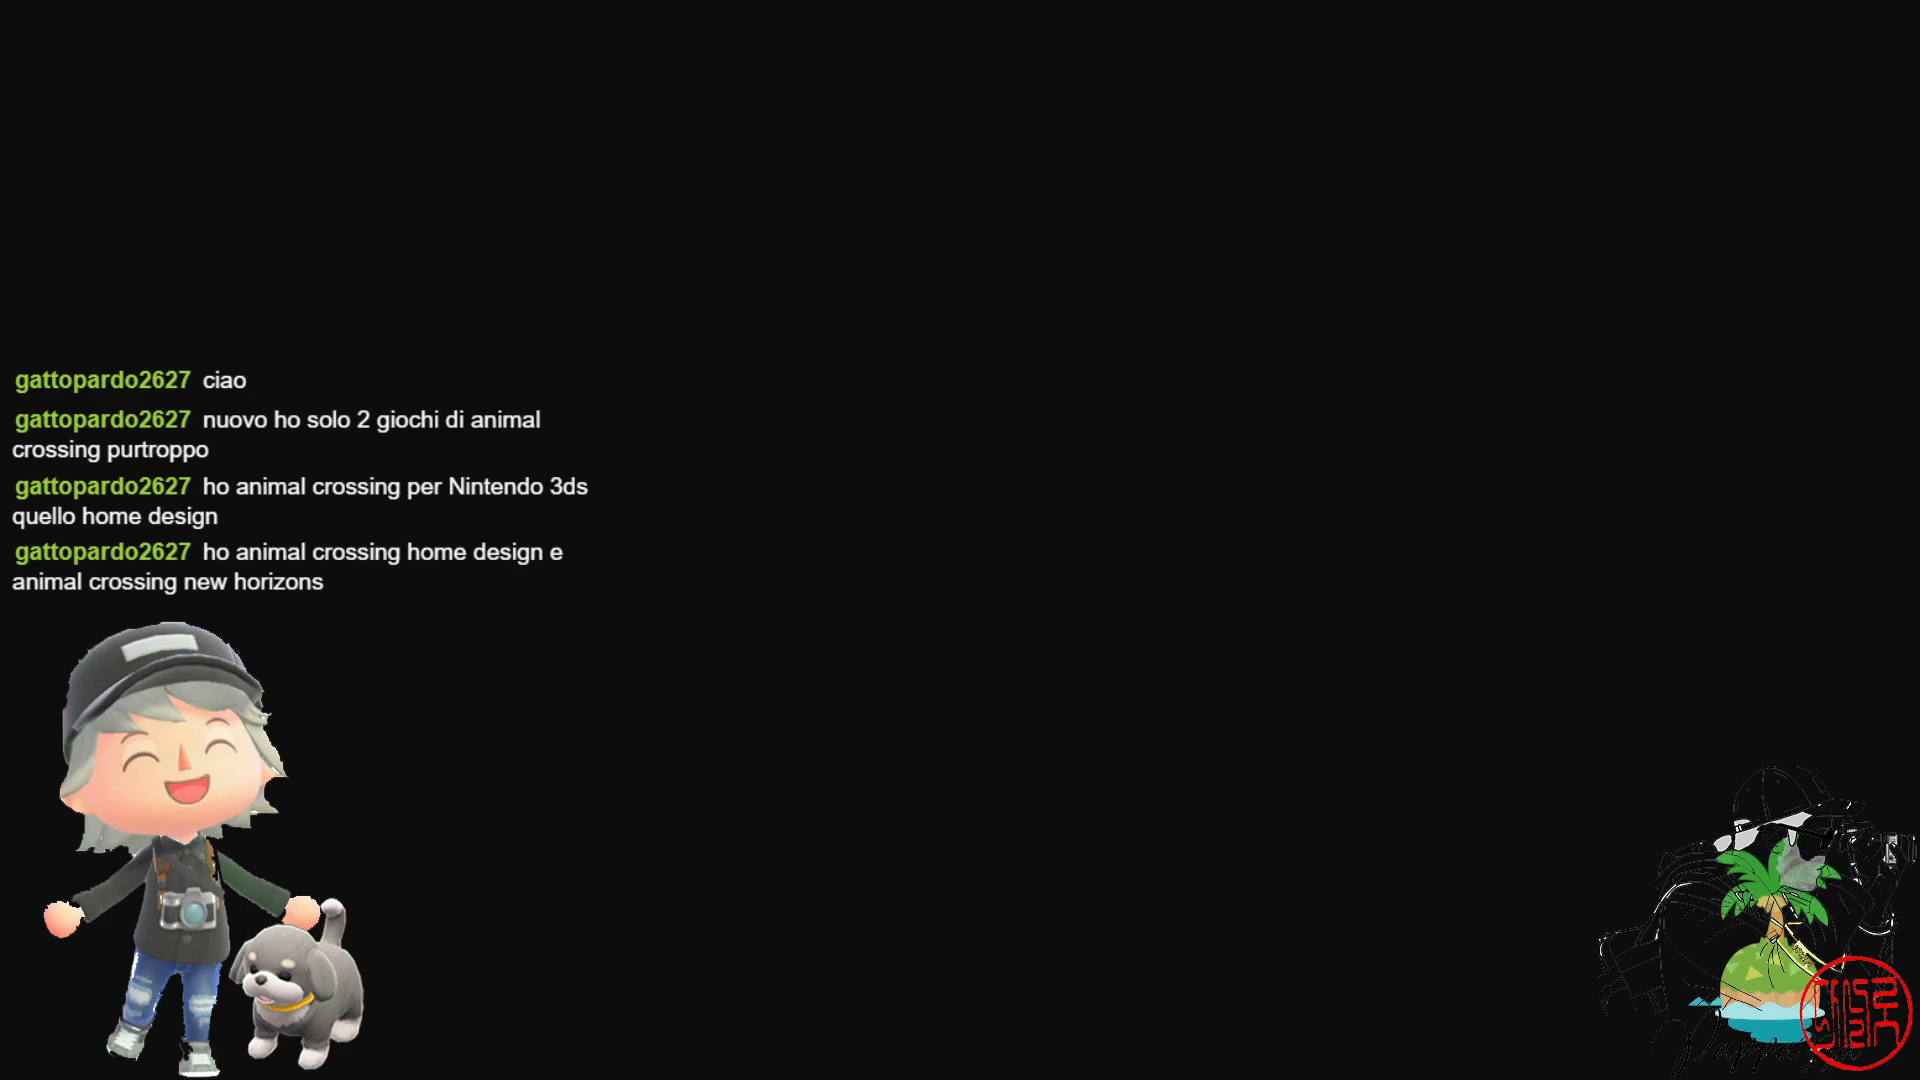 gattopardo2627 ciao
gattopardo2627 nuovo ho solo 2 giochi di animal
crossing purtroppo
gattopardo2627 ho animal crossing per Nintendo 3ds
quello home design
gattopardo2627 ho animal crossing home design e
animal crossing new horizons